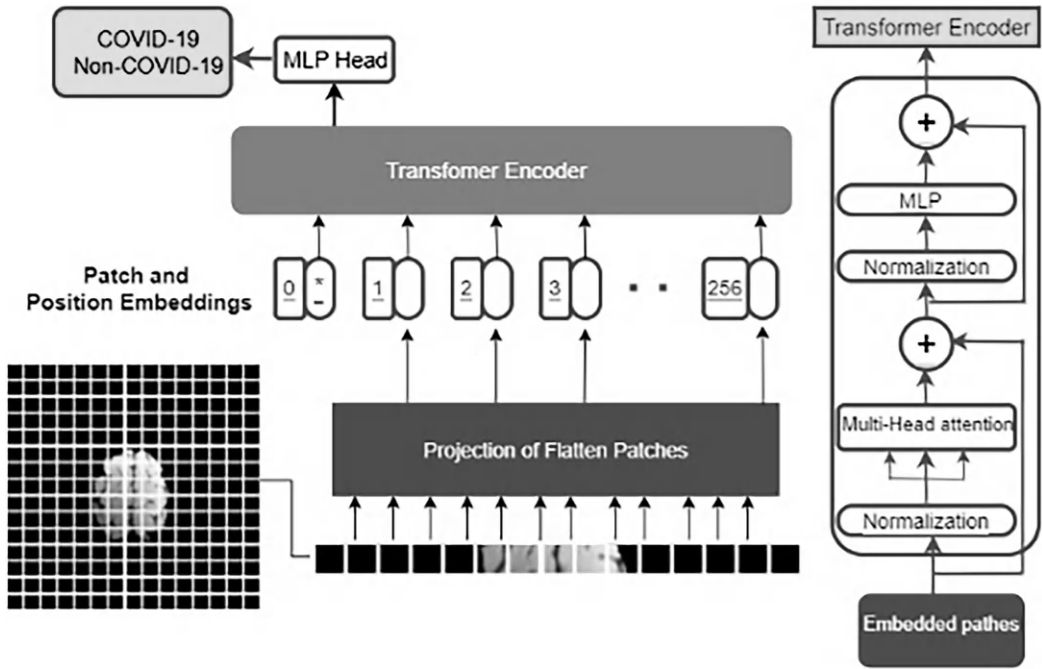 COVID-19
Non-COVID-19
MLP Head
Transfomer Encoder
Patch and
Position Embeddings
0 * 1 2 3 256
Projection of Flatten Patches
Transformer Encoder
+
MLP
Normalization
+
Multi-Head attention
Normalization
Embedded pathes